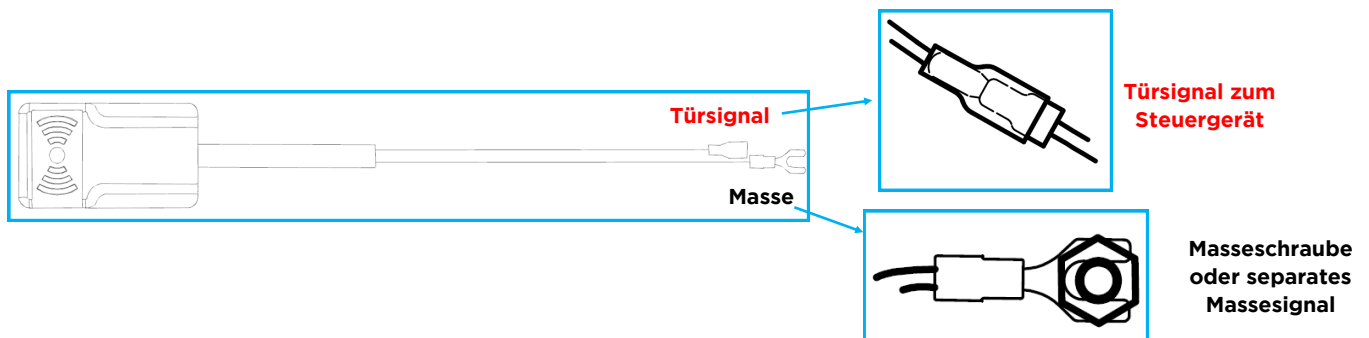 Türsignal
Türsignal zum
Steuergerät
Masse
Masseschraube
oder separates
Massesignal